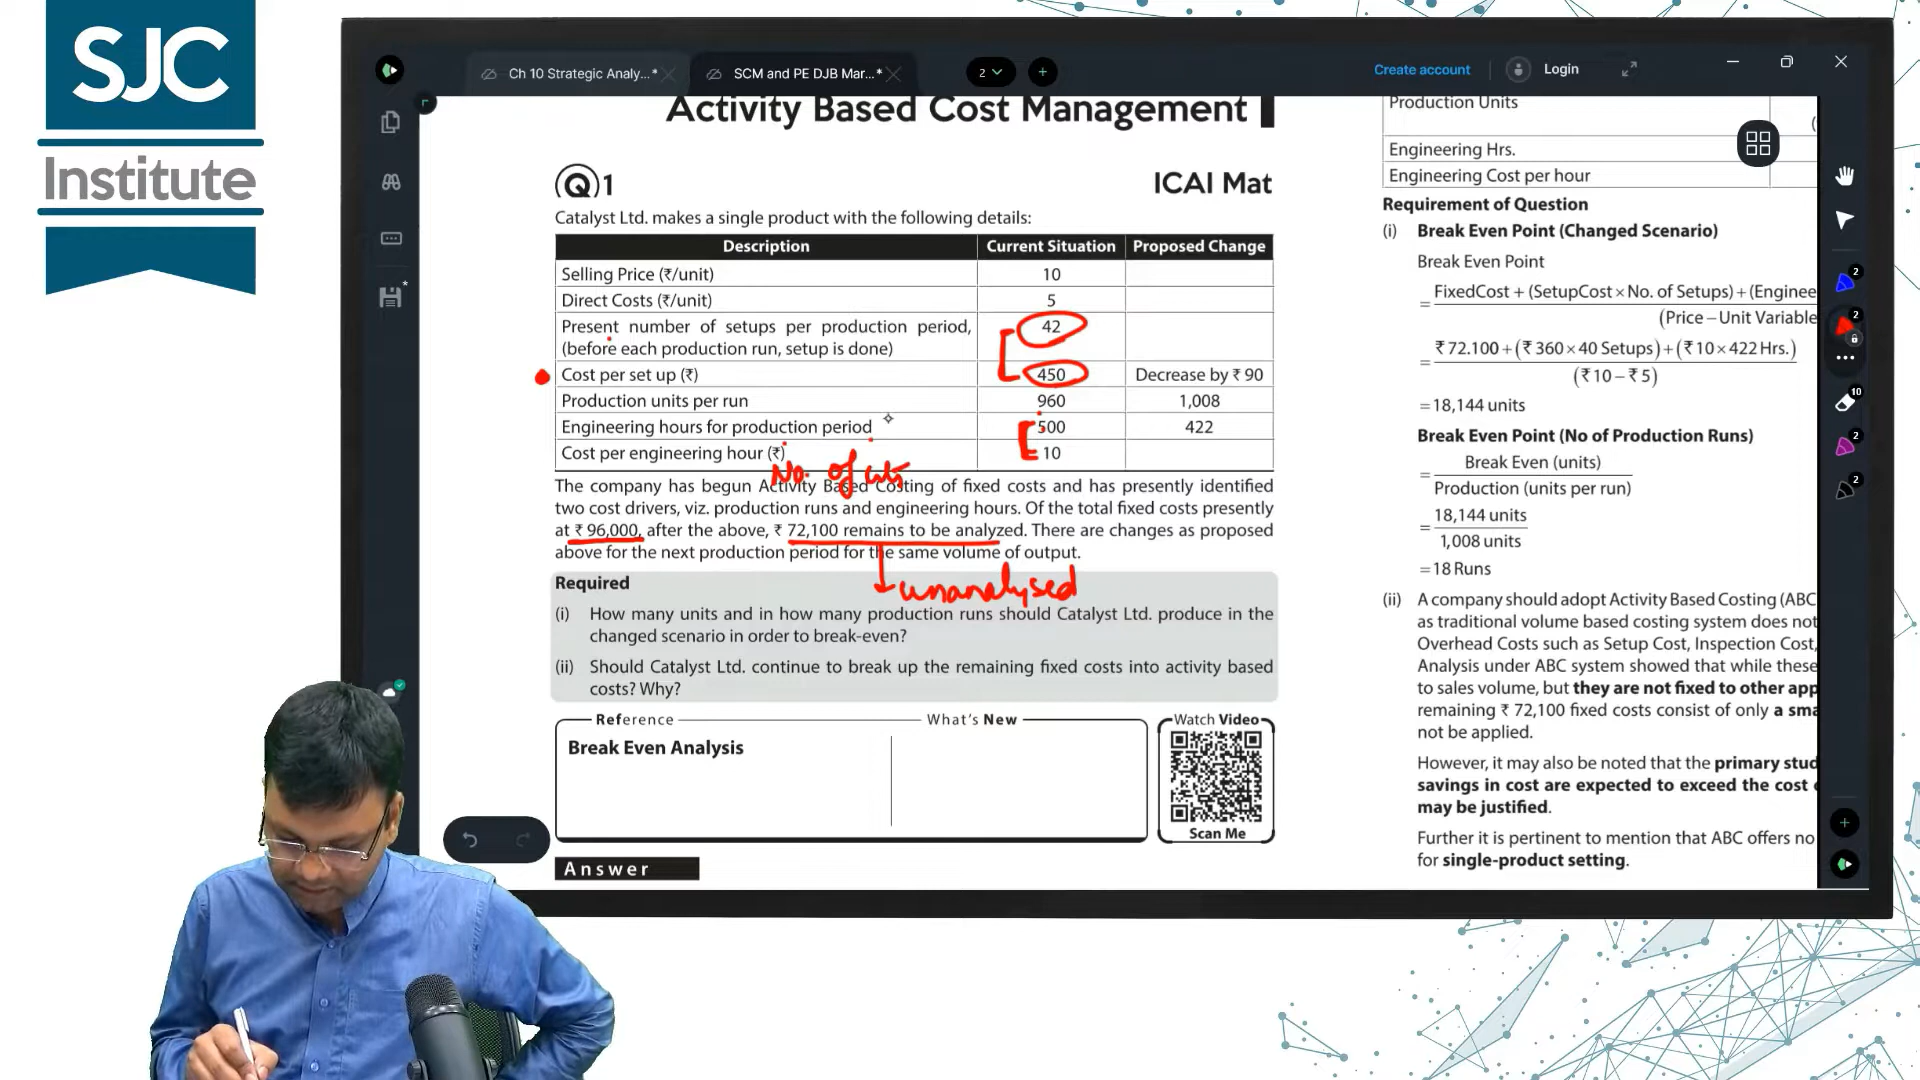 SJC
Institute
Ch 10 Strategic Analy...*
SCM and PE DJB Mar...*
2
Create account
Login
Activity Based Cost Management
Q 1
ICAI Mat
Catalyst Ltd. makes a single product with the following details:
Description Current Situation Proposed Change
Selling Price (₹/unit) 10
Direct Costs (₹/unit) 5
Present number of setups per production period, 42
(before each production run, setup is done)
Cost per set up (₹) 450 Decrease by ₹ 90
Production units per run 960 1,008
Engineering hours for production period 500 422
Cost per engineering hour (₹) 10
No. of
The company has begun Activity Based Costing of fixed costs and has presently identified
two cost drivers, viz. production runs and engineering hours. Of the total fixed costs presently
at ₹ 96,000, after the above, ₹ 72,100 remains to be analyzed. There are changes as proposed
above for the next production period for the same volume of output.
unanalysed
Required
(i) How many units and in how many production runs should Catalyst Ltd. produce in the
changed scenario in order to break-even?
(ii) Should Catalyst Ltd. continue to break up the remaining fixed costs into activity based
costs? Why?
Reference What's New
Break Even Analysis
Watch Video
Scan Me
Answer
Production Units
(
Engineering Hrs.
Engineering Cost per hour
Requirement of Question
(i) Break Even Point (Changed Scenario)
Break Even Point
= FixedCost + (SetupCost × No. of Setups) + (Enginee
(Price – Unit Variable
= ₹ 72.100 + (₹ 360 × 40 Setups) + (₹ 10 × 422 Hrs.)
(₹ 10 – ₹ 5)
= 18,144 units
Break Even Point (No of Production Runs)
= Break Even (units)
Production (units per run)
= 18,144 units
1,008 units
= 18 Runs
(ii) A company should adopt Activity Based Costing (ABC
as traditional volume based costing system does not
Overhead Costs such as Setup Cost, Inspection Cost,
Analysis under ABC system showed that while these
to sales volume, but they are not fixed to other app
remaining ₹ 72,100 fixed costs consist of only a sma
not be applied.
However, it may also be noted that the primary stud
savings in cost are expected to exceed the cost
may be justified.
Further it is pertinent to mention that ABC offers no
for single-product setting.
2
2
10
2
2